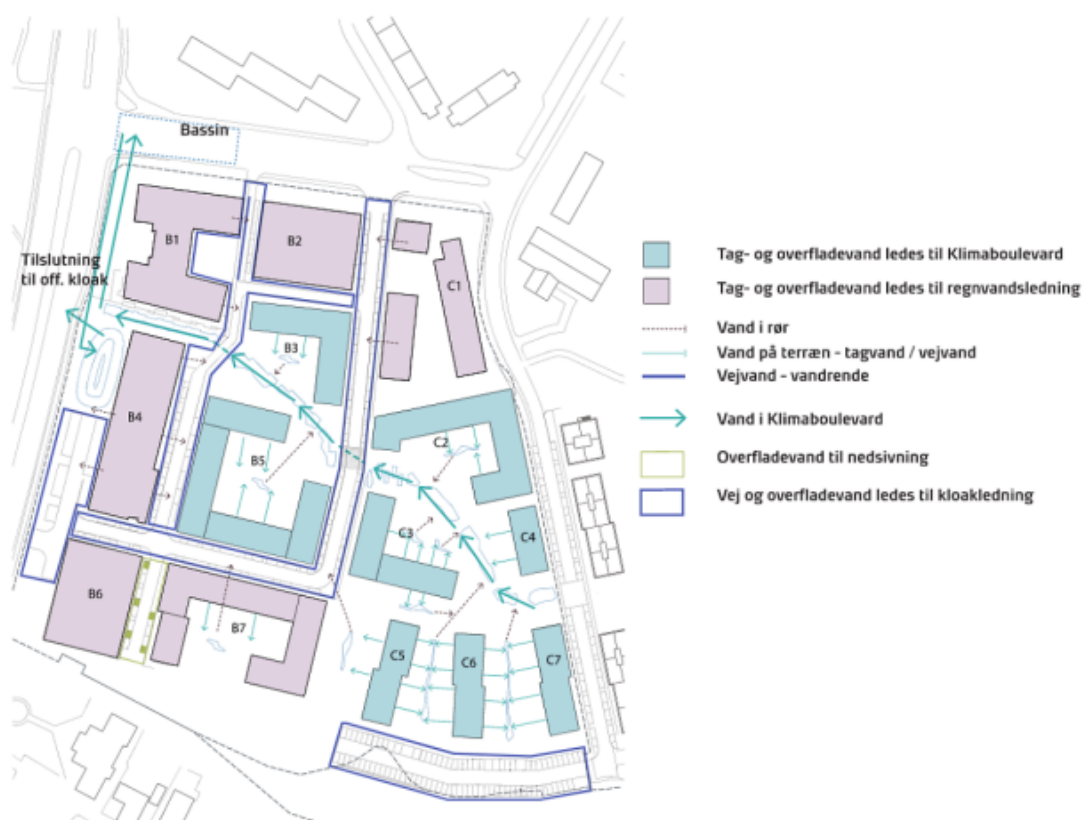 Bassin
Tilslutning
til off. kloak
B1
B2
C1
B3
B4
B5
C2
C3
C4
B6
B7
C5
C6
C7
Tag- og overfladevand ledes til Klimaboulevard
Tag- og overfladevand ledes til regnvandsledning
Vand i rør
Vand på terræn - tagvand / vejvand
Vejvand - vandrende
Vand i Klimaboulevard
Overfladevand til nedsivning
Vej og overfladevand ledes til kloakledning